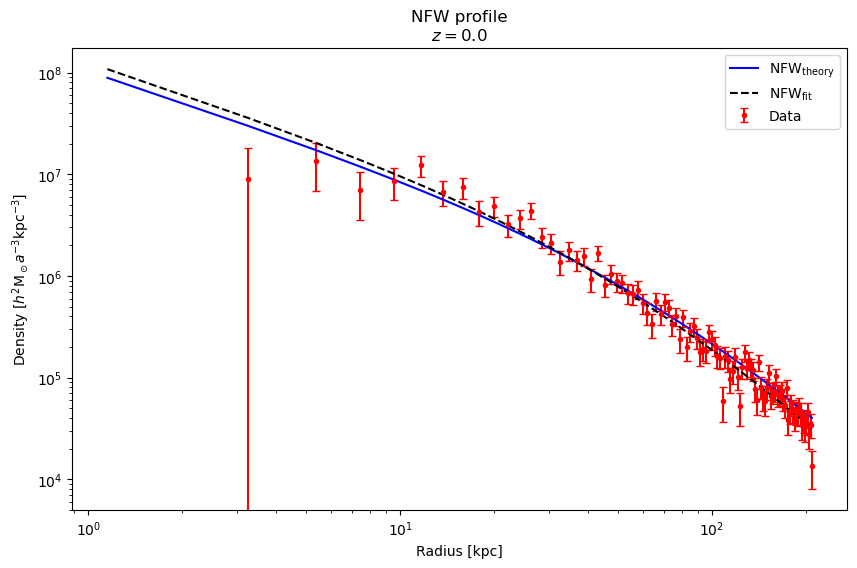 NFW profile
z = 0.0
NFW_theory
NFW_fit
Data
10^8
10^7
10^6
10^5
10^4
Density [h^2 M_⊙ a^{-3} kpc^{-3}]
10^0
10^1
10^2
Radius [kpc]